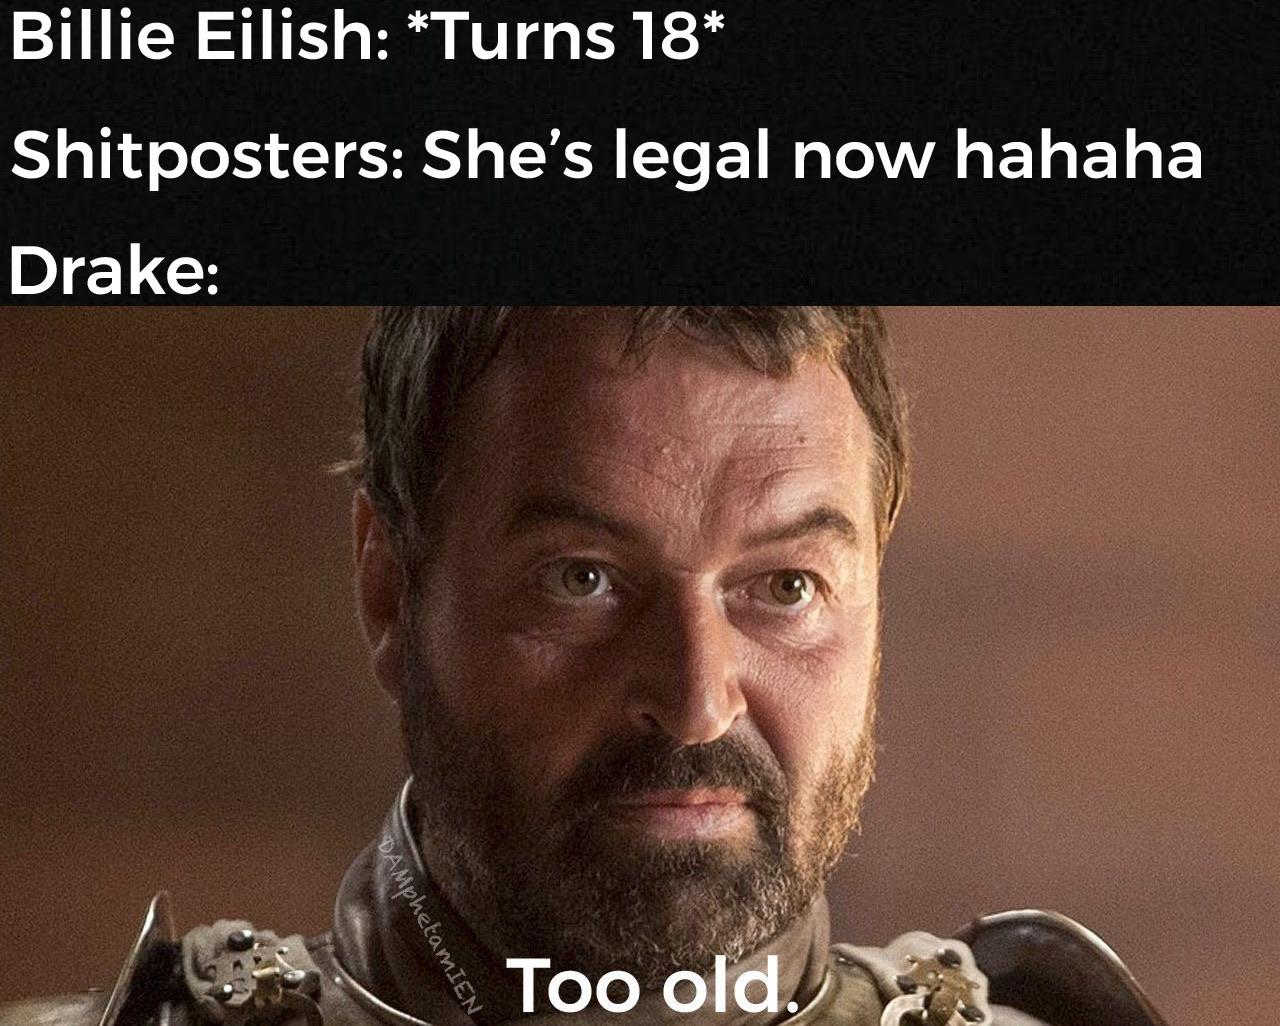 Billie Eilish: *Turns 18*
Shitposters: She’s legal now hahaha
Drake:
DAMphetamIEN
Too old.